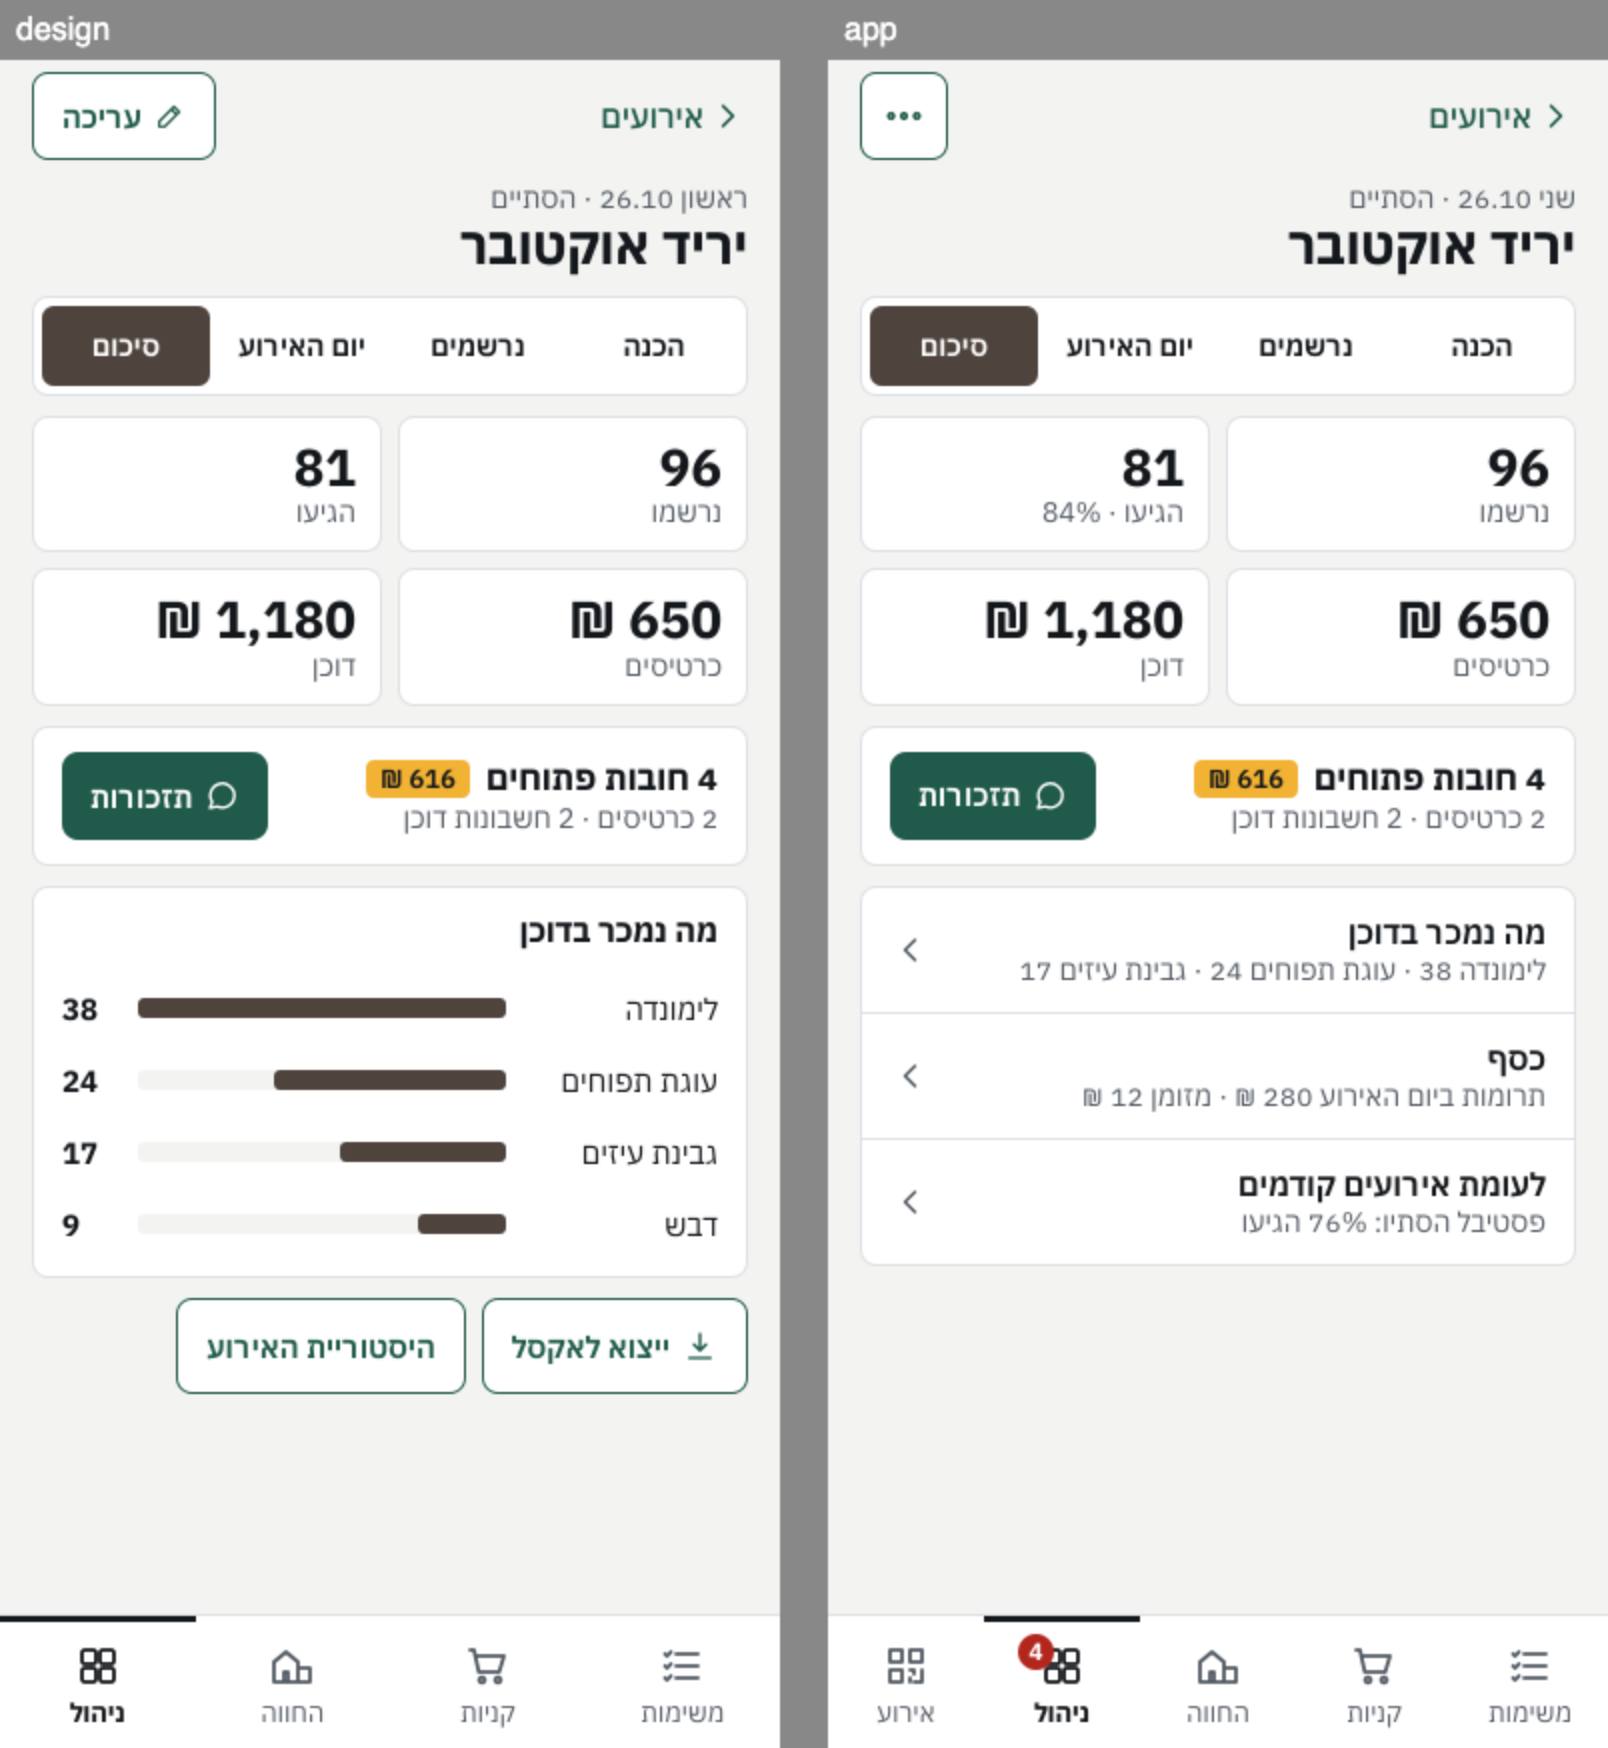 design
אירועים
עריכה
ראשון 26.10 · הסתיים
יריד אוקטובר
הכנה
נרשמים
יום האירוע
סיכום
96
נרשמו
81
הגיעו
650 ₪
כרטיסים
1,180 ₪
דוכן
4 חובות פתוחים 616 ₪
2 כרטיסים · 2 חשבונות דוכן
תזכורות
מה נמכר בדוכן
לימונדה 38
עוגת תפוחים 24
גבינת עיזים 17
דבש 9
ייצוא לאקסל
היסטוריית האירוע
משימות
קניות
החווה
ניהול
app
אירועים
שני 26.10 · הסתיים
יריד אוקטובר
הכנה
נרשמים
יום האירוע
סיכום
96
נרשמו
81
הגיעו · 84%
650 ₪
כרטיסים
1,180 ₪
דוכן
4 חובות פתוחים 616 ₪
2 כרטיסים · 2 חשבונות דוכן
תזכורות
מה נמכר בדוכן
לימונדה 38 · עוגת תפוחים 24 · גבינת עיזים 17
כסף
תרומות ביום האירוע 280 ₪ · מזומן 12 ₪
לעומת אירועים קודמים
פסטיבל הסתיו: 76% הגיעו
משימות
קניות
החווה
4
ניהול
אירוע